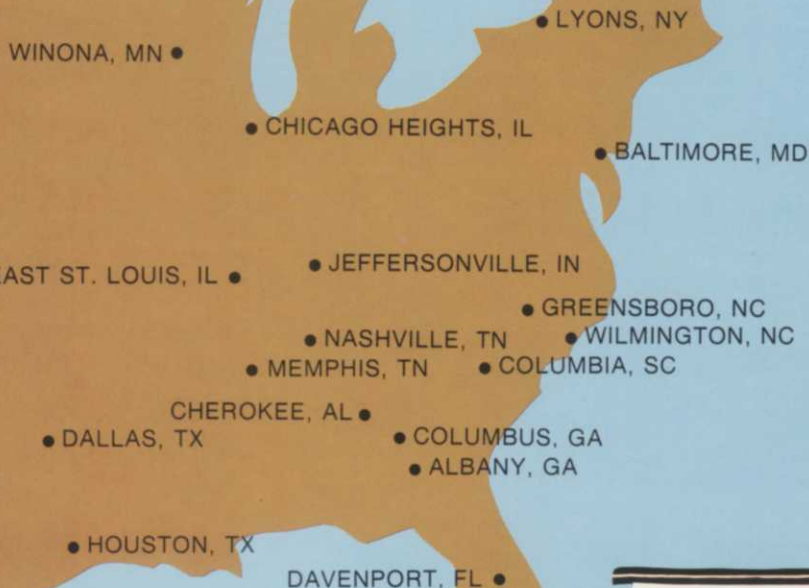 LYONS, NY
WINONA, MN
CHICAGO HEIGHTS, IL
BALTIMORE, MD
JEFFERSONVILLE, IN
EAST ST. LOUIS, IL
GREENSBORO, NC
NASHVILLE, TN
WILMINGTON, NC
MEMPHIS, TN
COLUMBIA, SC
CHEROKEE, AL
DALLAS, TX
COLUMBUS, GA
ALBANY, GA
HOUSTON, TX
DAVENPORT, FL